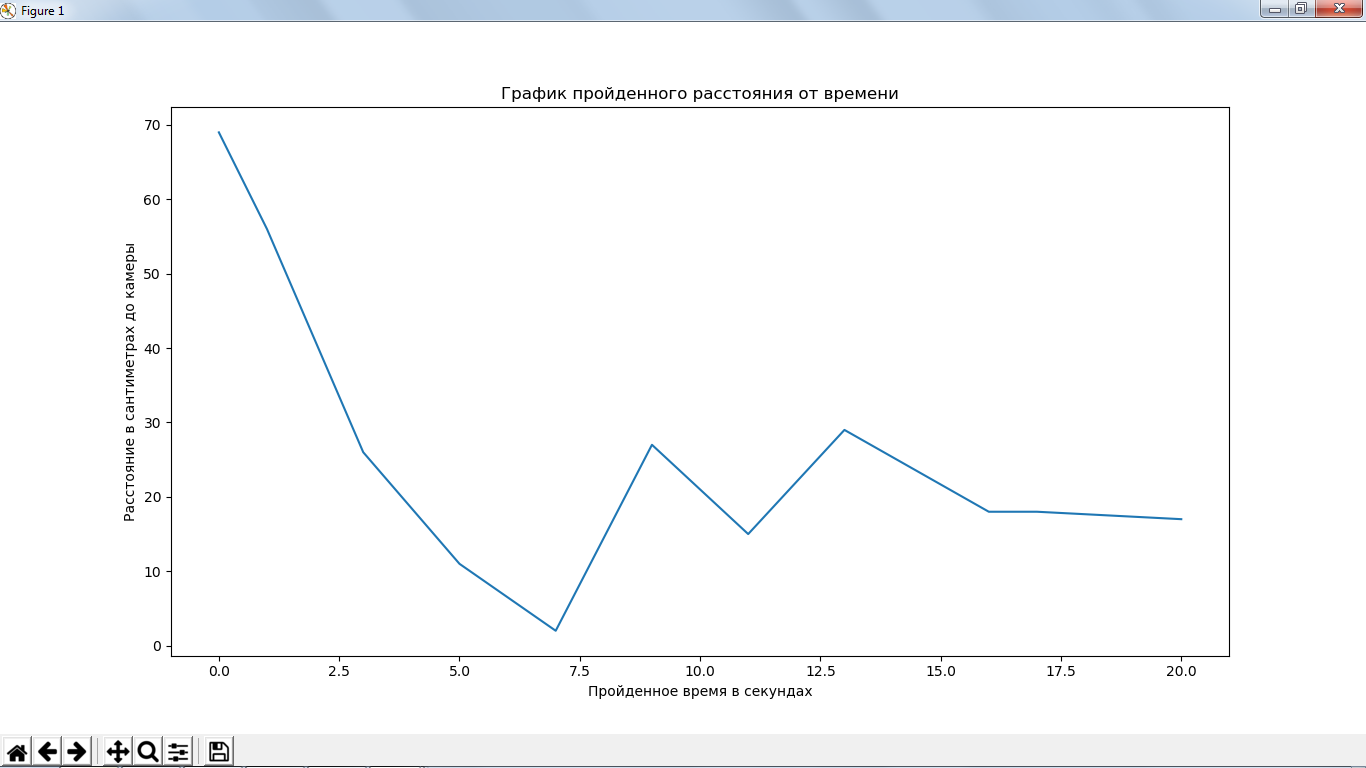 Figure 1
График пройденного расстояния от времени
70
60
50
40
30
20
10
0
Расстояние в сантиметрах до камеры
0.0 2.5 5.0 7.5 10.0 12.5 15.0 17.5 20.0
Пройденное время в секундах